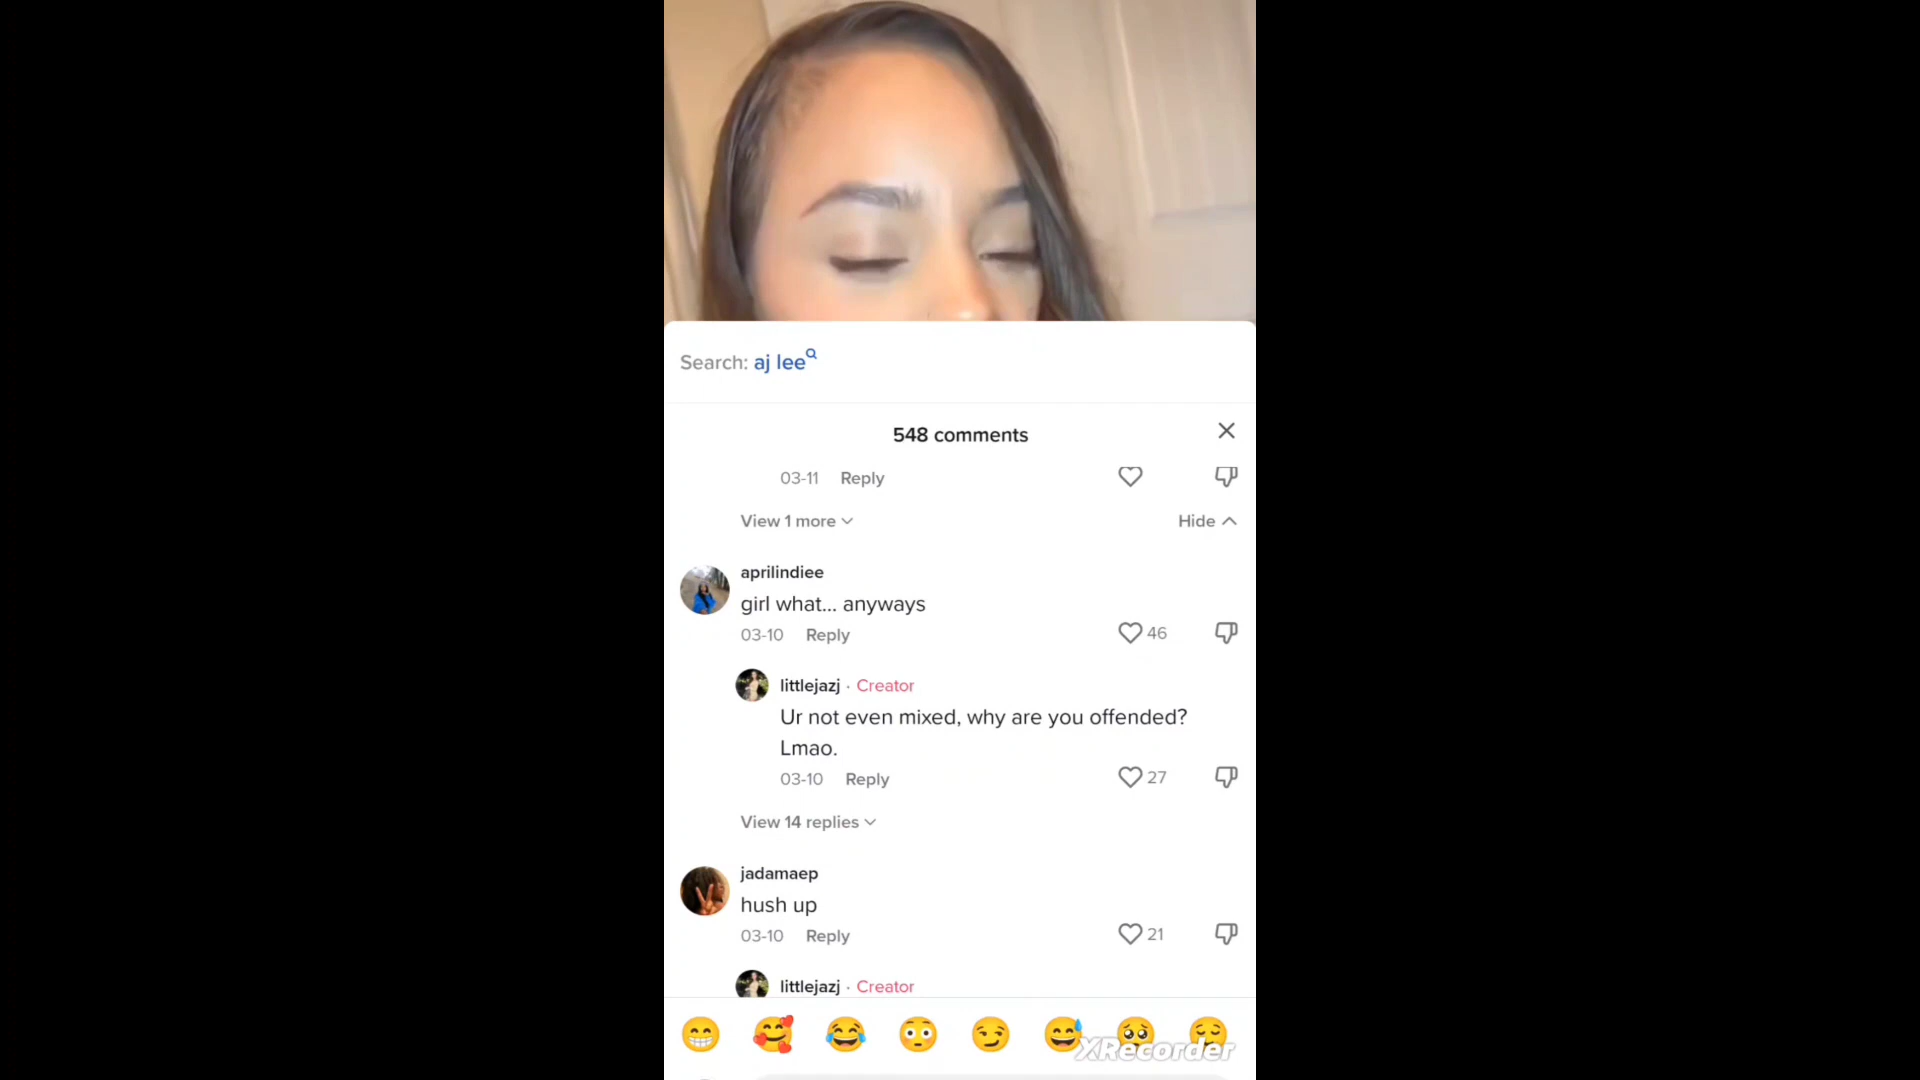 Search: aj lee
548 comments
03-11 Reply
View 1 more Hide
aprilindiee
girl what... anyways
03-10 Reply 46
littlejazj · Creator
Ur not even mixed, why are you offended?
Lmao.
03-10 Reply 27
View 14 replies
jadamaep
hush up
03-10 Reply 21
littlejazj · Creator
XRecorder